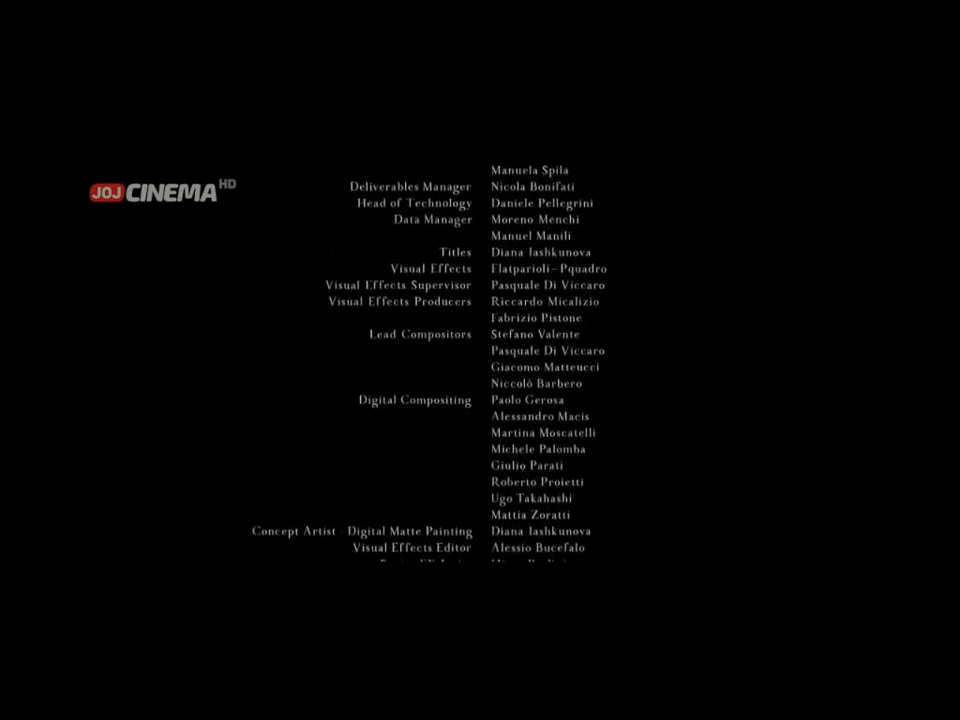 JOJ CINEMA HD
Manuela Spila
Deliverables Manager Nicola Bonifati
Head of Technology Daniele Pellegrini
Data Manager Moreno Menchi
Manuel Manili
Titles Diana Iashkunova
Visual Effects Flatparioli–Pquadro
Visual Effects Supervisor Pasquale Di Viccaro
Visual Effects Producers Riccardo Micalizio
Fabrizio Pistone
Lead Compositors Stefano Valente
Pasquale Di Viccaro
Giacomo Matteucci
Niccolò Barbero
Digital Compositing Paolo Gerosa
Alessandro Macis
Martina Moscatelli
Michele Palomba
Giulio Parati
Roberto Proietti
Ugo Takahashi
Mattia Zoratti
Concept Artist - Digital Matte Painting Diana Iashkunova
Visual Effects Editor Alessio Bucefalo